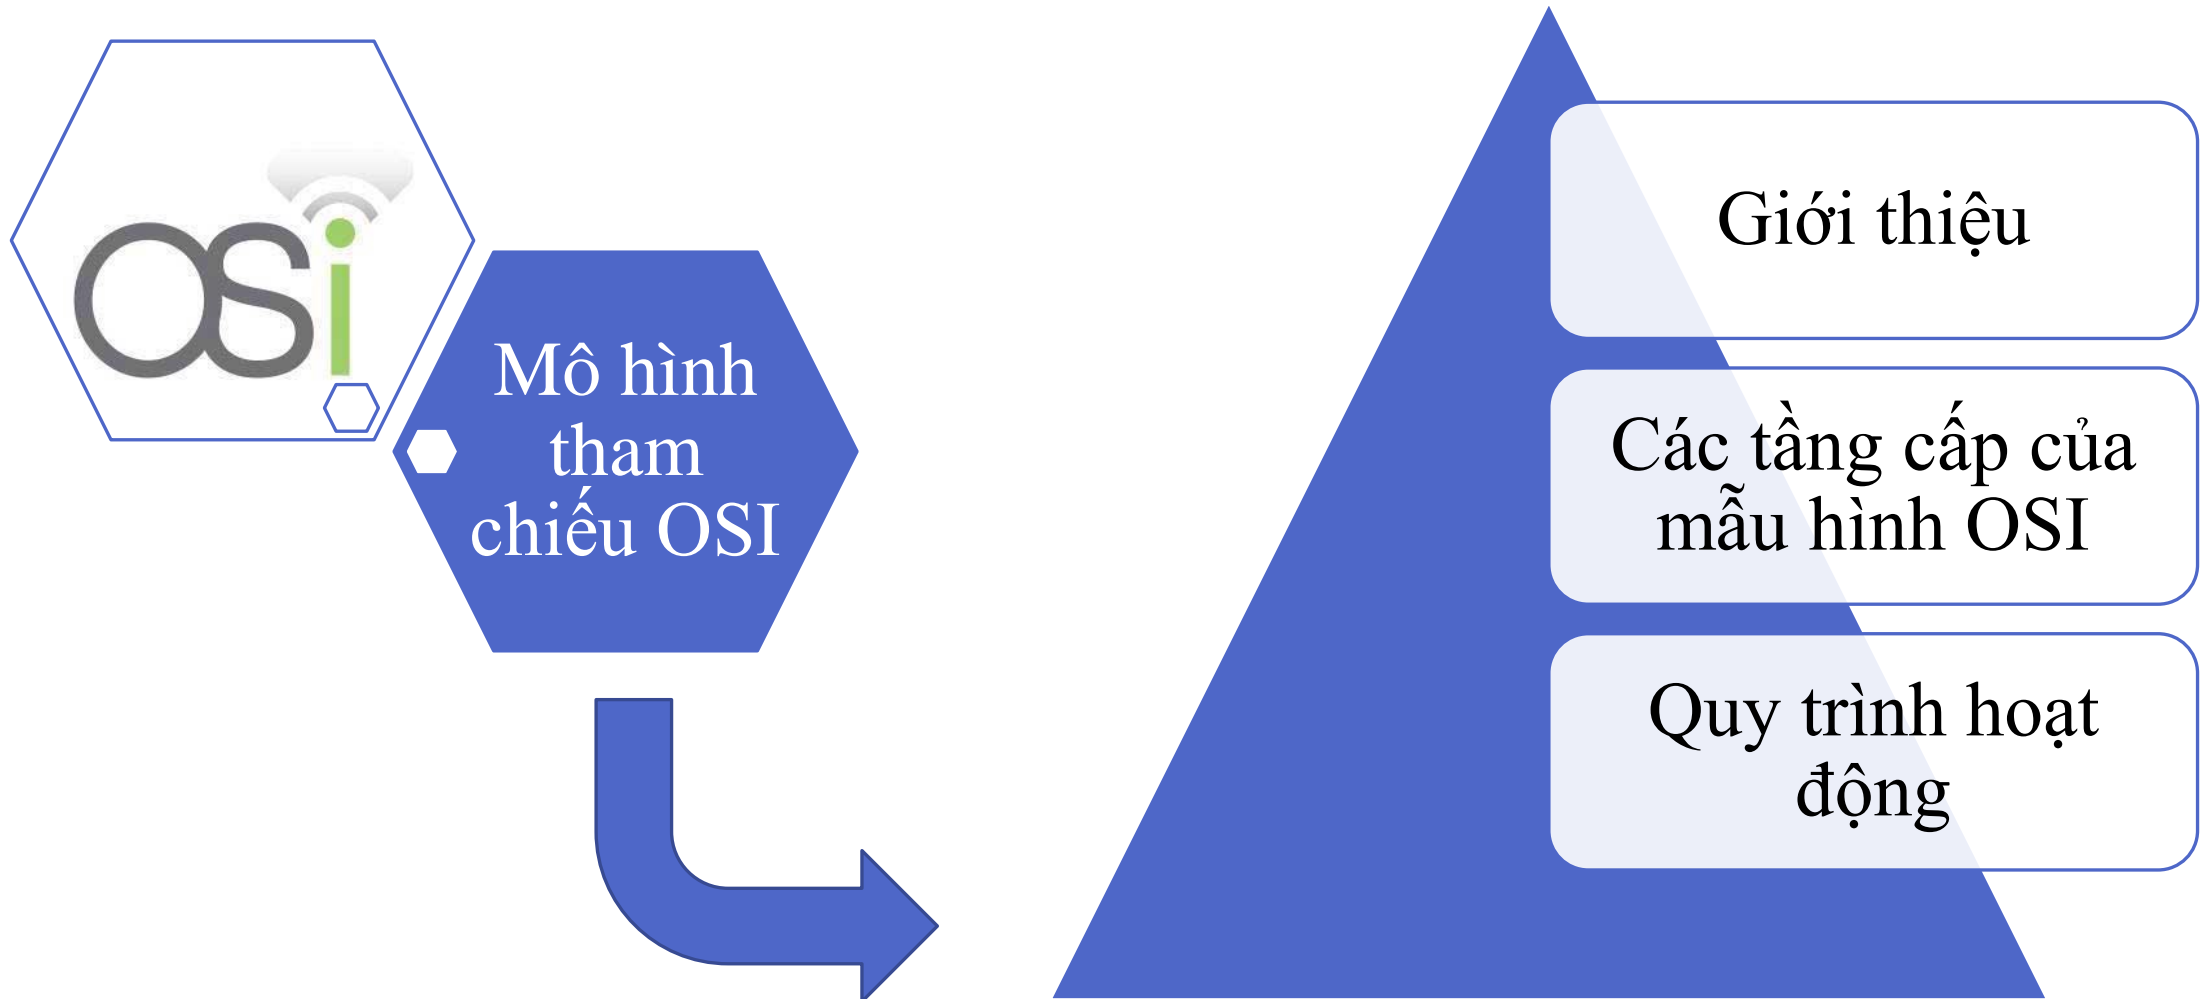 osi
Mô hình
tham
chiếu OSI
Giới thiệu
Các tầng cấp của
mẫu hình OSI
Quy trình hoạt
động